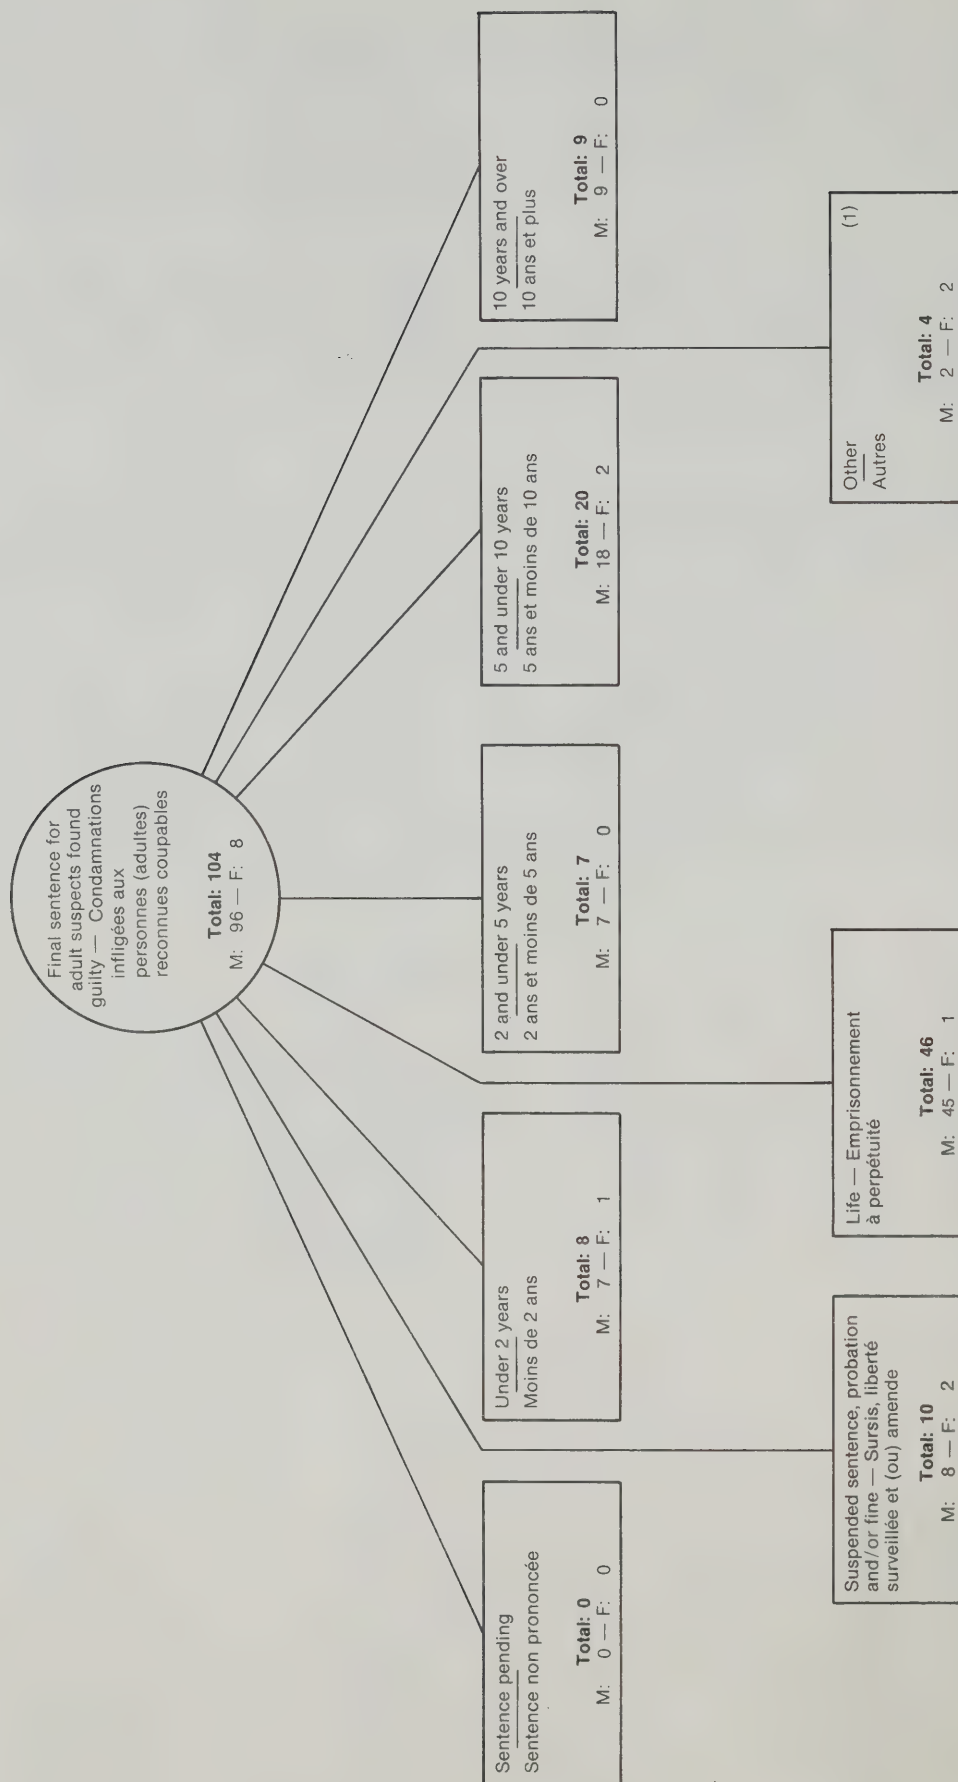 Final sentence for
adult suspects found
guilty — Condamnations
infligées aux
personnes (adultes)
reconnues coupables
Total: 104
M: 96 — F: 8
Sentence pending
Sentence non prononcée
Total: 0
M: 0 — F: 0
Under 2 years
Moins de 2 ans
Total: 8
M: 7 — F: 1
2 and under 5 years
2 ans et moins de 5 ans
Total: 7
M: 7 — F: 0
5 and under 10 years
5 ans et moins de 10 ans
Total: 20
M: 18 — F: 2
10 years and over
10 ans et plus
Total: 9
M: 9 — F: 0
Suspended sentence, probation
and/or fine — Sursis, liberté
surveillée et (ou) amende
Total: 10
M: 8 — F: 2
Life — Emprisonnement
à perpétuité
Total: 46
M: 45 — F: 1
Other (1)
Autres
Total: 4
M: 2 — F: 2